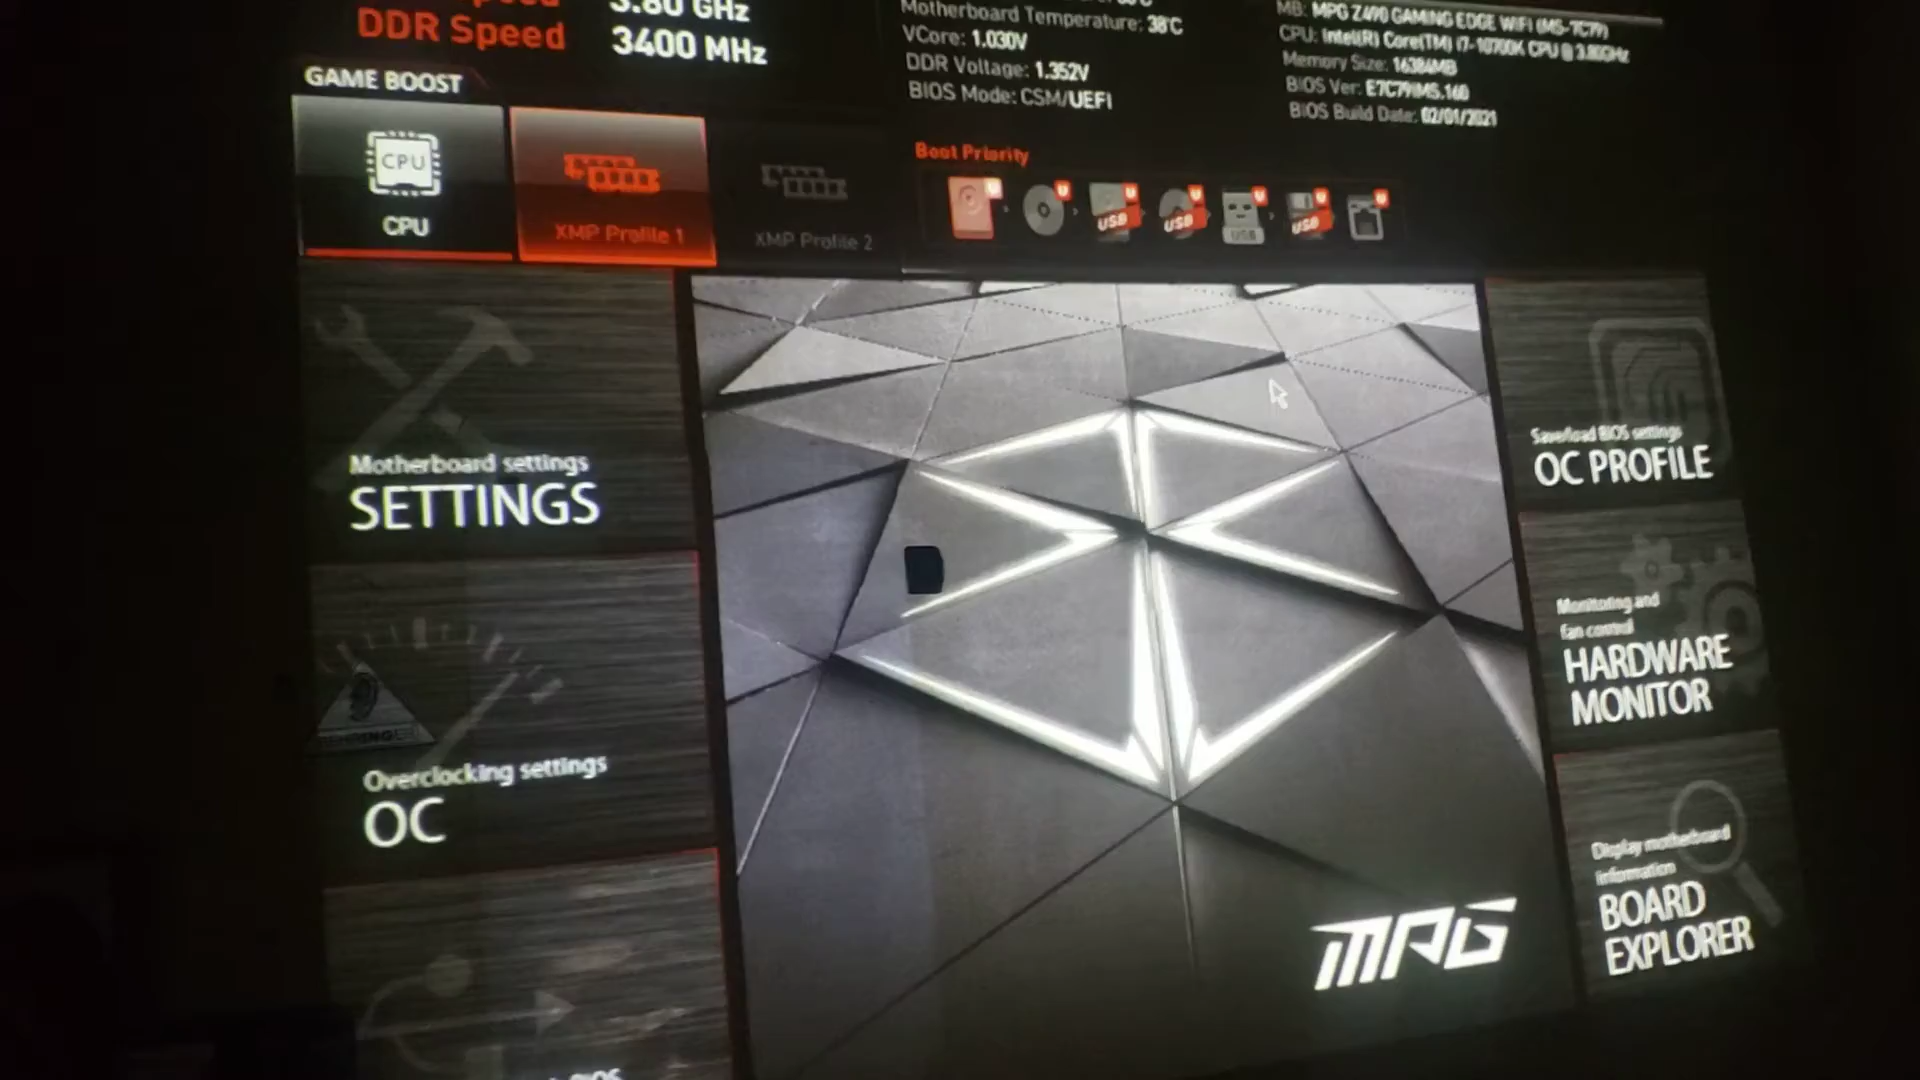 3.80 GHz
DDR Speed 3400 MHz
Motherboard Temperature: 38°C
VCore: 1.030V
DDR Voltage: 1.352V
BIOS Mode: CSM/UEFI
MB: MPG Z490 GAMING EDGE WIFI (MS-7C79)
CPU: Intel(R) Core(TM) i7-10700K CPU @ 3.80GHz
Memory Size: 16384MB
BIOS Ver: E7C79IMS.160
BIOS Build Date: 02/01/2021
GAME BOOST
CPU
CPU
XMP Profile 1
XMP Profile 2
Boot Priority
USB
USB
USB
USB
Motherboard settings
SETTINGS
Overclocking settings
OC
BIOS
MPG
Save/load BIOS settings
OC PROFILE
Monitoring and
fan control
HARDWARE
MONITOR
Display motherboard
information
BOARD
EXPLORER